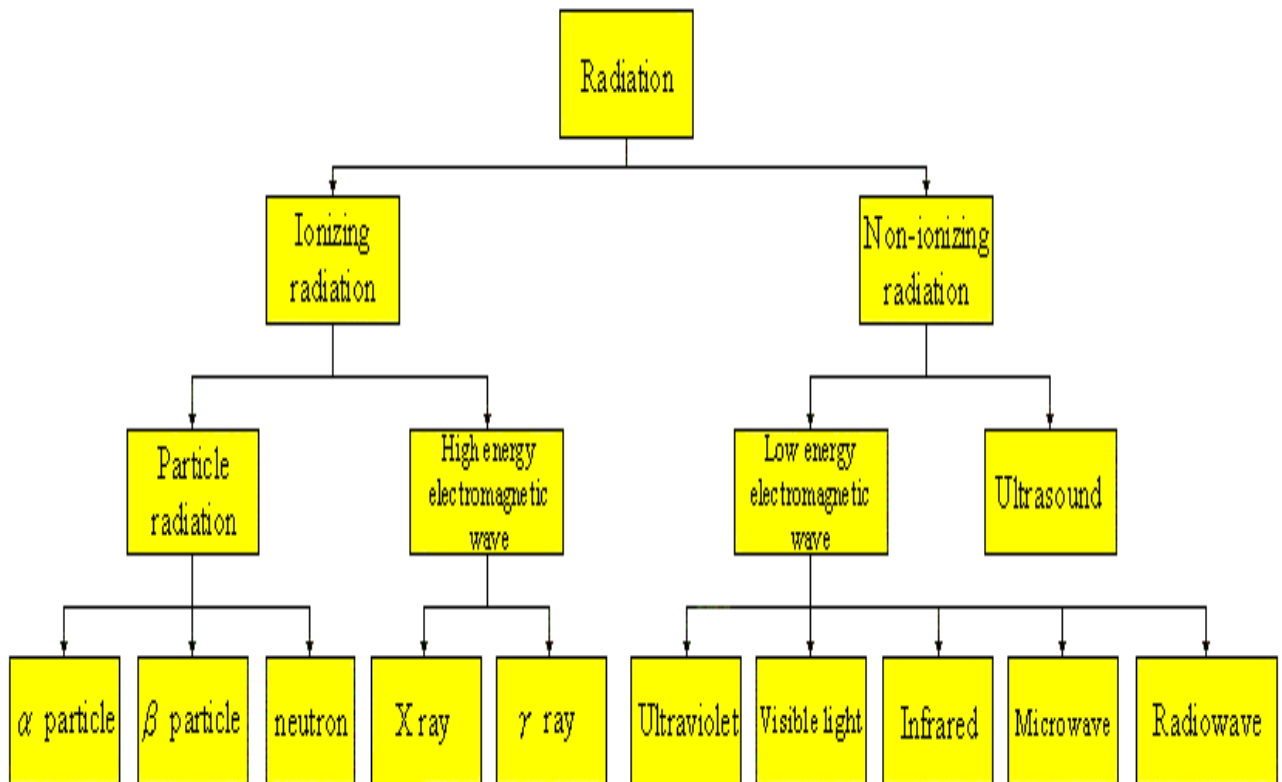 Radiation
Ionizing
radiation
Non-ionizing
radiation
Particle
radiation
High energy
electromagnetic
wave
Low energy
electromagnetic
wave
Ultrasound
α particle
β particle
neutron
X ray
γ ray
Ultraviolet
Visible light
Infrared
Microwave
Radiowave